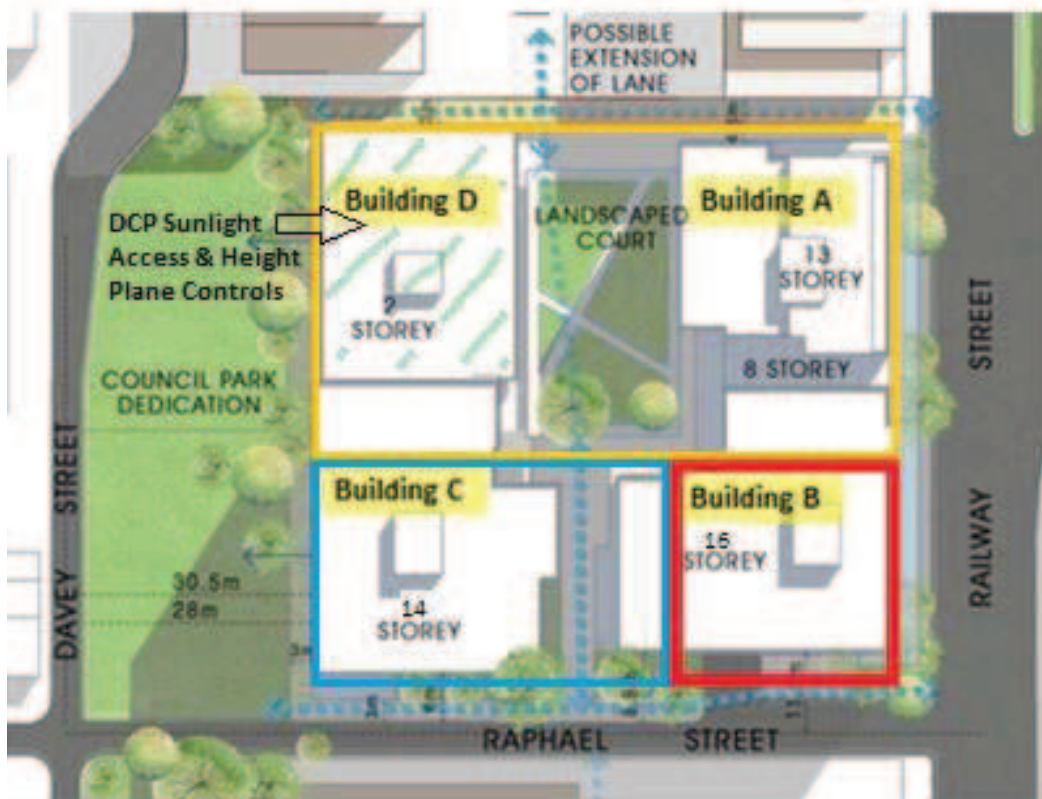 POSSIBLE
EXTENSION
OF LANE
Building D
LANDSCAPED
COURT
Building A
DCP Sunlight
Access & Height
Plane Controls
13
STOREY
2
STOREY
8 STOREY
COUNCIL PARK
DEDICATION
STREET
DAVEY STREET
Building C
Building B
16
STOREY
RAILWAY
30.5m
28m
14
STOREY
RAPHAEL STREET